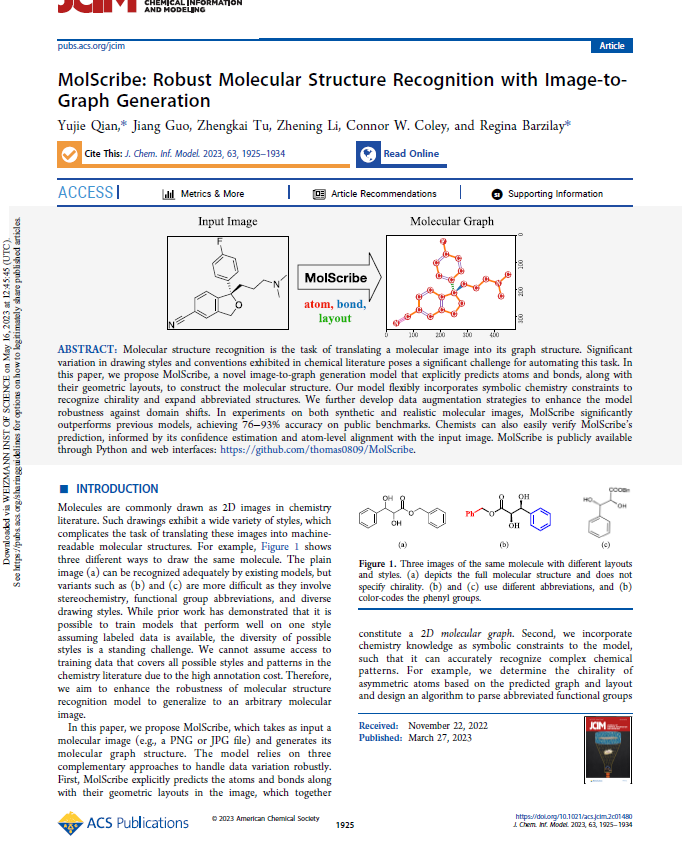 JCIM
CHEMICAL INFORMATION
AND MODELING
pubs.acs.org/jcim
Article
MolScribe: Robust Molecular Structure Recognition with Image-to-
Graph Generation
Yujie Qian,* Jiang Guo, Zhengkai Tu, Zhening Li, Connor W. Coley, and Regina Barzilay*
Cite This: J. Chem. Inf. Model. 2023, 63, 1925–1934
Read Online
ACCESS
Metrics & More
Article Recommendations
Supporting Information
Input Image
Molecular Graph
F
N
O
N
MolScribe
atom, bond,
layout
0
100
200
300
0
100
200
300
400
ABSTRACT: Molecular structure recognition is the task of translating a molecular image into its graph structure. Significant
variation in drawing styles and conventions exhibited in chemical literature pose a significant challenge for automating this task. In
this paper, we propose MolScribe, a novel image-to-graph generation model that explicitly predicts atoms and bonds, along with
their geometric layouts, to construct the molecular structure. Our model flexibly incorporates symbolic chemistry constraints to
recognize chirality and expand abbreviated structures. We further develop data augmentation strategies to enhance the model
robustness against domain shifts. In experiments on both synthetic and realistic molecular images, MolScribe significantly
outperforms previous models, achieving 76−93% accuracy on public benchmarks. Chemists can also easily verify MolScribe's
prediction, informed by its confidence estimation and atom-level alignment with the input image. MolScribe is publicly available
through Python and web interfaces: https://github.com/thomas0809/MolScribe.
Downloaded via WEIZMANN INST OF SCIENCE on May 16, 2023 at 12:45:45 (UTC).
See https://pubs.acs.org/sharingguidelines for options on how to legitimately share published articles.
■ INTRODUCTION
Molecules are commonly drawn as 2D images in chemistry
literature. Such drawings exhibit a wide variety of styles, which
complicates the task of translating these images into machine-
readable molecular structures. For example, Figure 1 shows
three different ways to draw the same molecule. The plain
image (a) can be recognized adequately by existing models, but
variants such as (b) and (c) are more difficult as they involve
stereochemistry, functional group abbreviations, and diverse
drawing styles. While prior work has demonstrated that it is
possible to train models that perform well on one style
assuming labeled data is available, the diversity of possible
styles is a standing challenge. We cannot assume access to
training data that covers all possible styles and patterns in the
chemistry literature due to the high annotation cost. Therefore,
we aim to enhance the robustness of molecular structure
recognition model to generalize to an arbitrary molecular
image.
In this paper, we propose MolScribe, which takes as input a
molecular image (e.g., a PNG or JPG file) and generates its
molecular graph structure. The model relies on three
complementary approaches to handle data variation robustly.
First, MolScribe explicitly predicts the atoms and bonds along
with their geometric layouts in the image, which together
OH
O
O
OH
(a)
Ph
O
O
OH
OH
(b)
HO
OH
(c)
Figure 1. Three images of the same molecule with different layouts
and styles. (a) depicts the full molecular structure and does not
specify chirality. (b) and (c) use different abbreviations, and (b)
color-codes the phenyl groups.
constitute a 2D molecular graph. Second, we incorporate
chemistry knowledge as symbolic constraints to the model,
such that it can accurately recognize complex chemical
patterns. For example, we determine the chirality of
asymmetric atoms based on the predicted graph and layout
and design an algorithm to parse abbreviated functional groups
Received: November 22, 2022
Published: March 27, 2023
JCIM
ACS Publications
© 2023 American Chemical Society
1925
https://doi.org/10.1021/acs.jcim.2c01480
J. Chem. Inf. Model. 2023, 63, 1925–1934